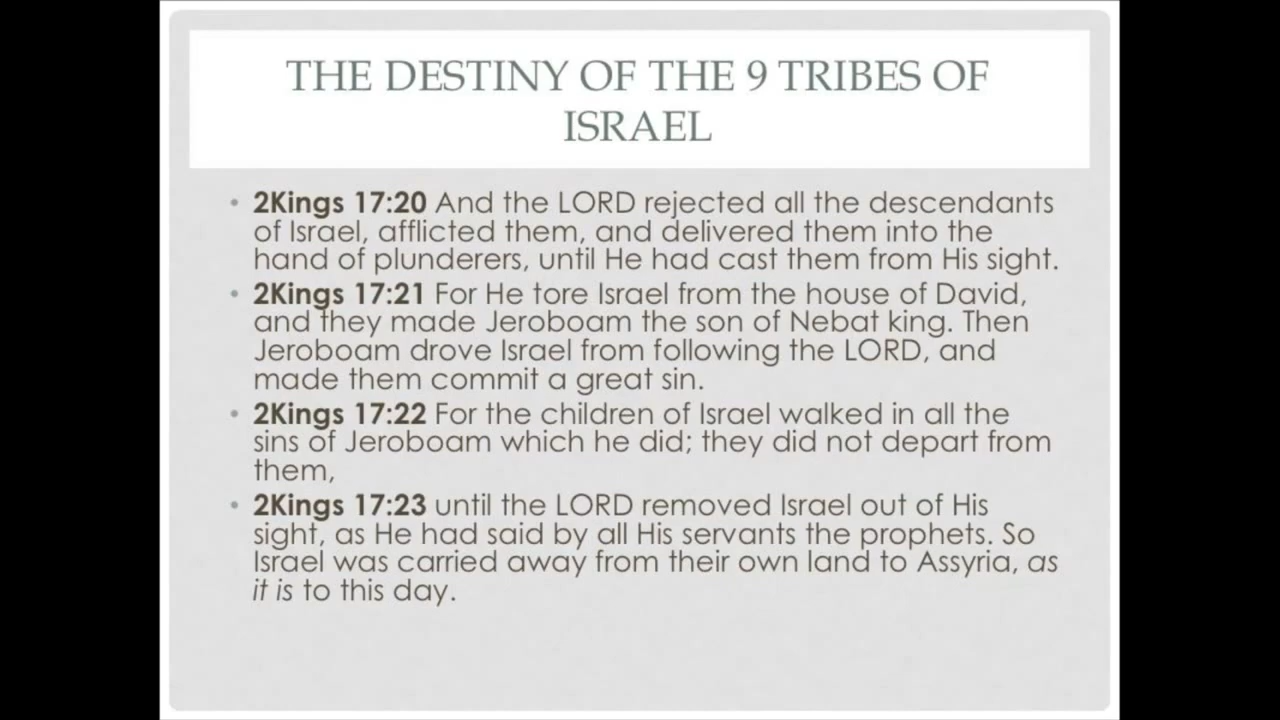 THE DESTINY OF THE 9 TRIBES OF
ISRAEL
• 2Kings 17:20 And the LORD rejected all the descendants
of Israel, afflicted them, and delivered them into the
hand of plunderers, until He had cast them from His sight.
• 2Kings 17:21 For He tore Israel from the house of David,
and they made Jeroboam the son of Nebat king. Then
Jeroboam drove Israel from following the LORD, and
made them commit a great sin.
• 2Kings 17:22 For the children of Israel walked in all the
sins of Jeroboam which he did; they did not depart from
them,
• 2Kings 17:23 until the LORD removed Israel out of His
sight, as He had said by all His servants the prophets. So
Israel was carried away from their own land to Assyria, as
it is to this day.